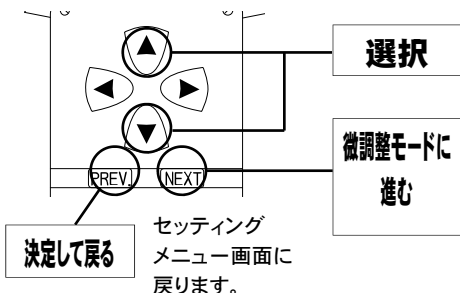 選択
微調整モードに
進む
PREV.
NEXT
決定して戻る
セッティング
メニュー画面に
戻ります。